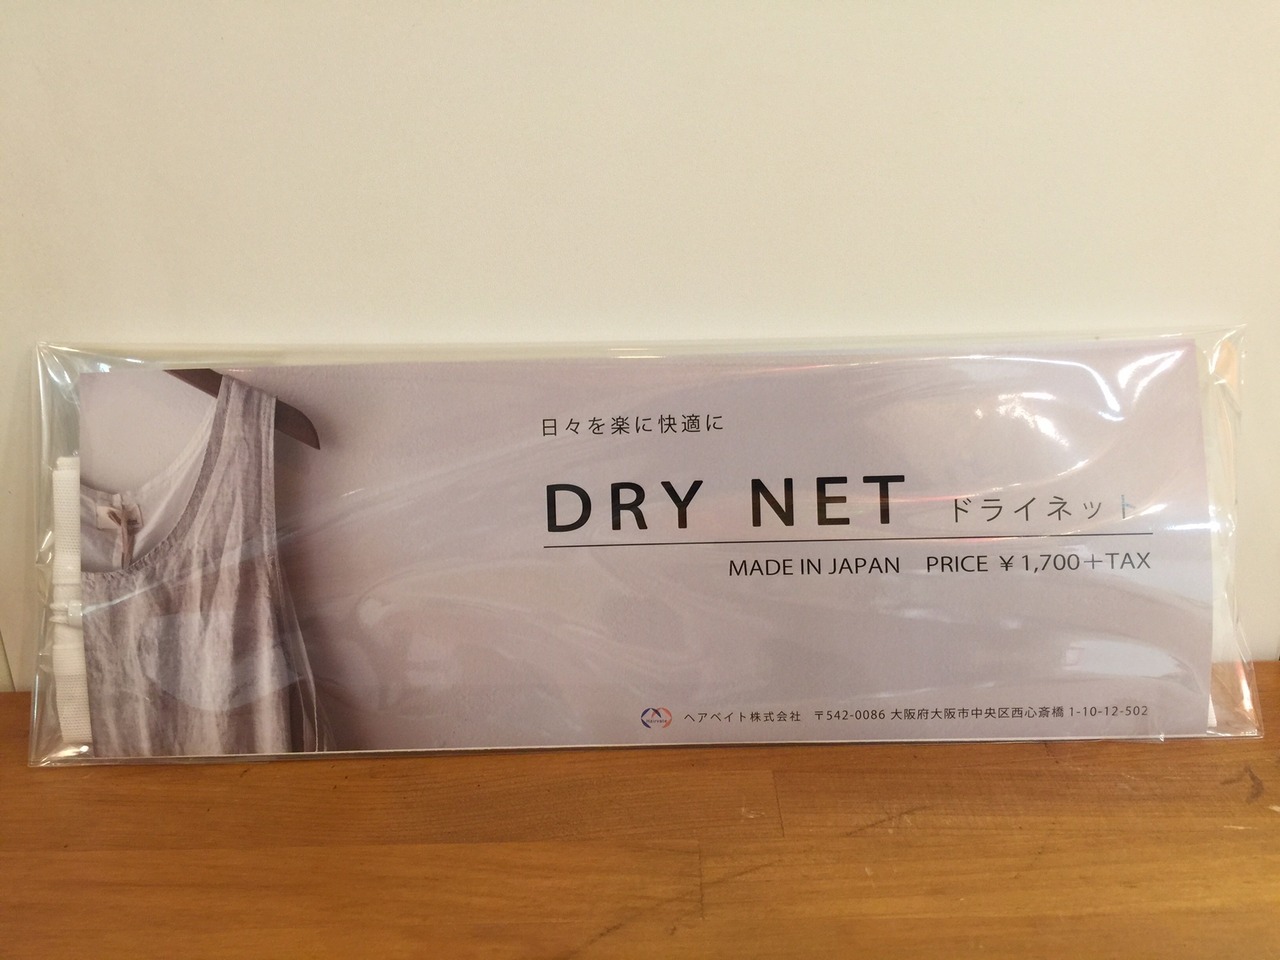 日々を楽に快適に
DRY NET ドライネット
MADE IN JAPAN PRICE ¥1,700+TAX
ヘアベイト株式会社 〒542-0086 大阪府大阪市中央区西心斎橋 1-10-12-502